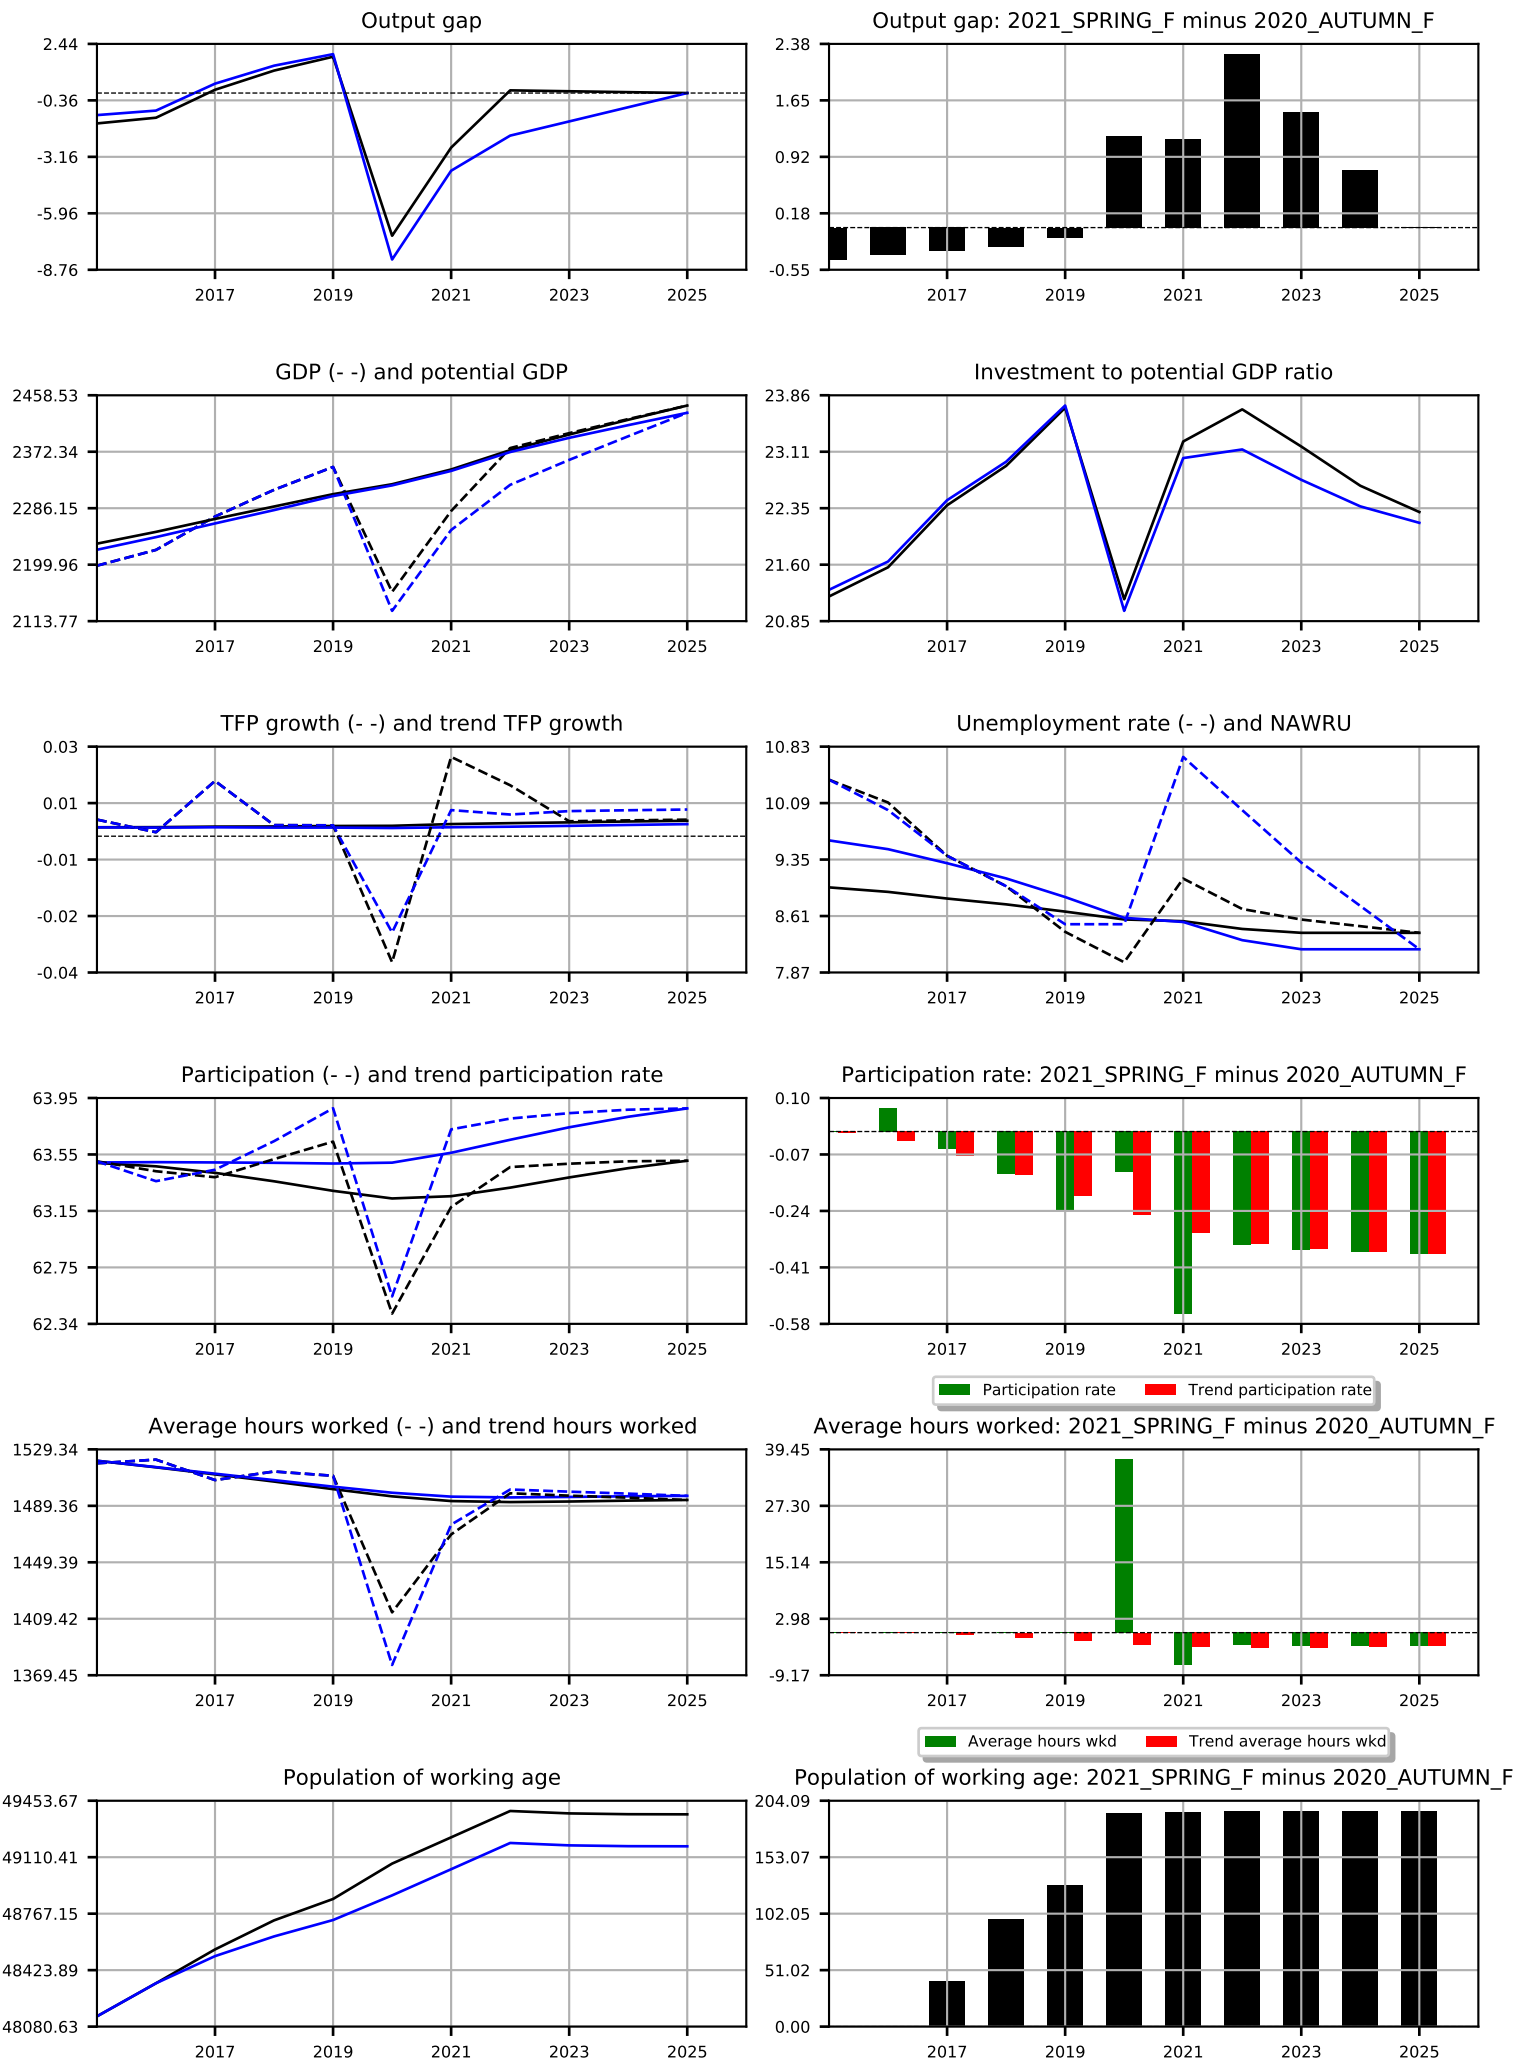 Output gap
Output gap: 2021_SPRING_F minus 2020_AUTUMN_F
2.44
-0.36
-3.16
-5.96
-8.76
2017 2019 2021 2023 2025
2.38
1.65
0.92
0.18
-0.55
2017 2019 2021 2023 2025
GDP (- -) and potential GDP
Investment to potential GDP ratio
2458.53
2372.34
2286.15
2199.96
2113.77
2017 2019 2021 2023 2025
23.86
23.11
22.35
21.60
20.85
2017 2019 2021 2023 2025
TFP growth (- -) and trend TFP growth
Unemployment rate (- -) and NAWRU
0.03
0.01
-0.01
-0.02
-0.04
2017 2019 2021 2023 2025
10.83
10.09
9.35
8.61
7.87
2017 2019 2021 2023 2025
Participation (- -) and trend participation rate
Participation rate: 2021_SPRING_F minus 2020_AUTUMN_F
63.95
63.55
63.15
62.75
62.34
2017 2019 2021 2023 2025
0.10
-0.07
-0.24
-0.41
-0.58
2017 2019 2021 2023 2025
Participation rate Trend participation rate
Average hours worked (- -) and trend hours worked
Average hours worked: 2021_SPRING_F minus 2020_AUTUMN_F
1529.34
1489.36
1449.39
1409.42
1369.45
2017 2019 2021 2023 2025
39.45
27.30
15.14
2.98
-9.17
2017 2019 2021 2023 2025
Average hours wkd Trend average hours wkd
Population of working age
Population of working age: 2021_SPRING_F minus 2020_AUTUMN_F
49453.67
49110.41
48767.15
48423.89
48080.63
2017 2019 2021 2023 2025
204.09
153.07
102.05
51.02
0.00
2017 2019 2021 2023 2025